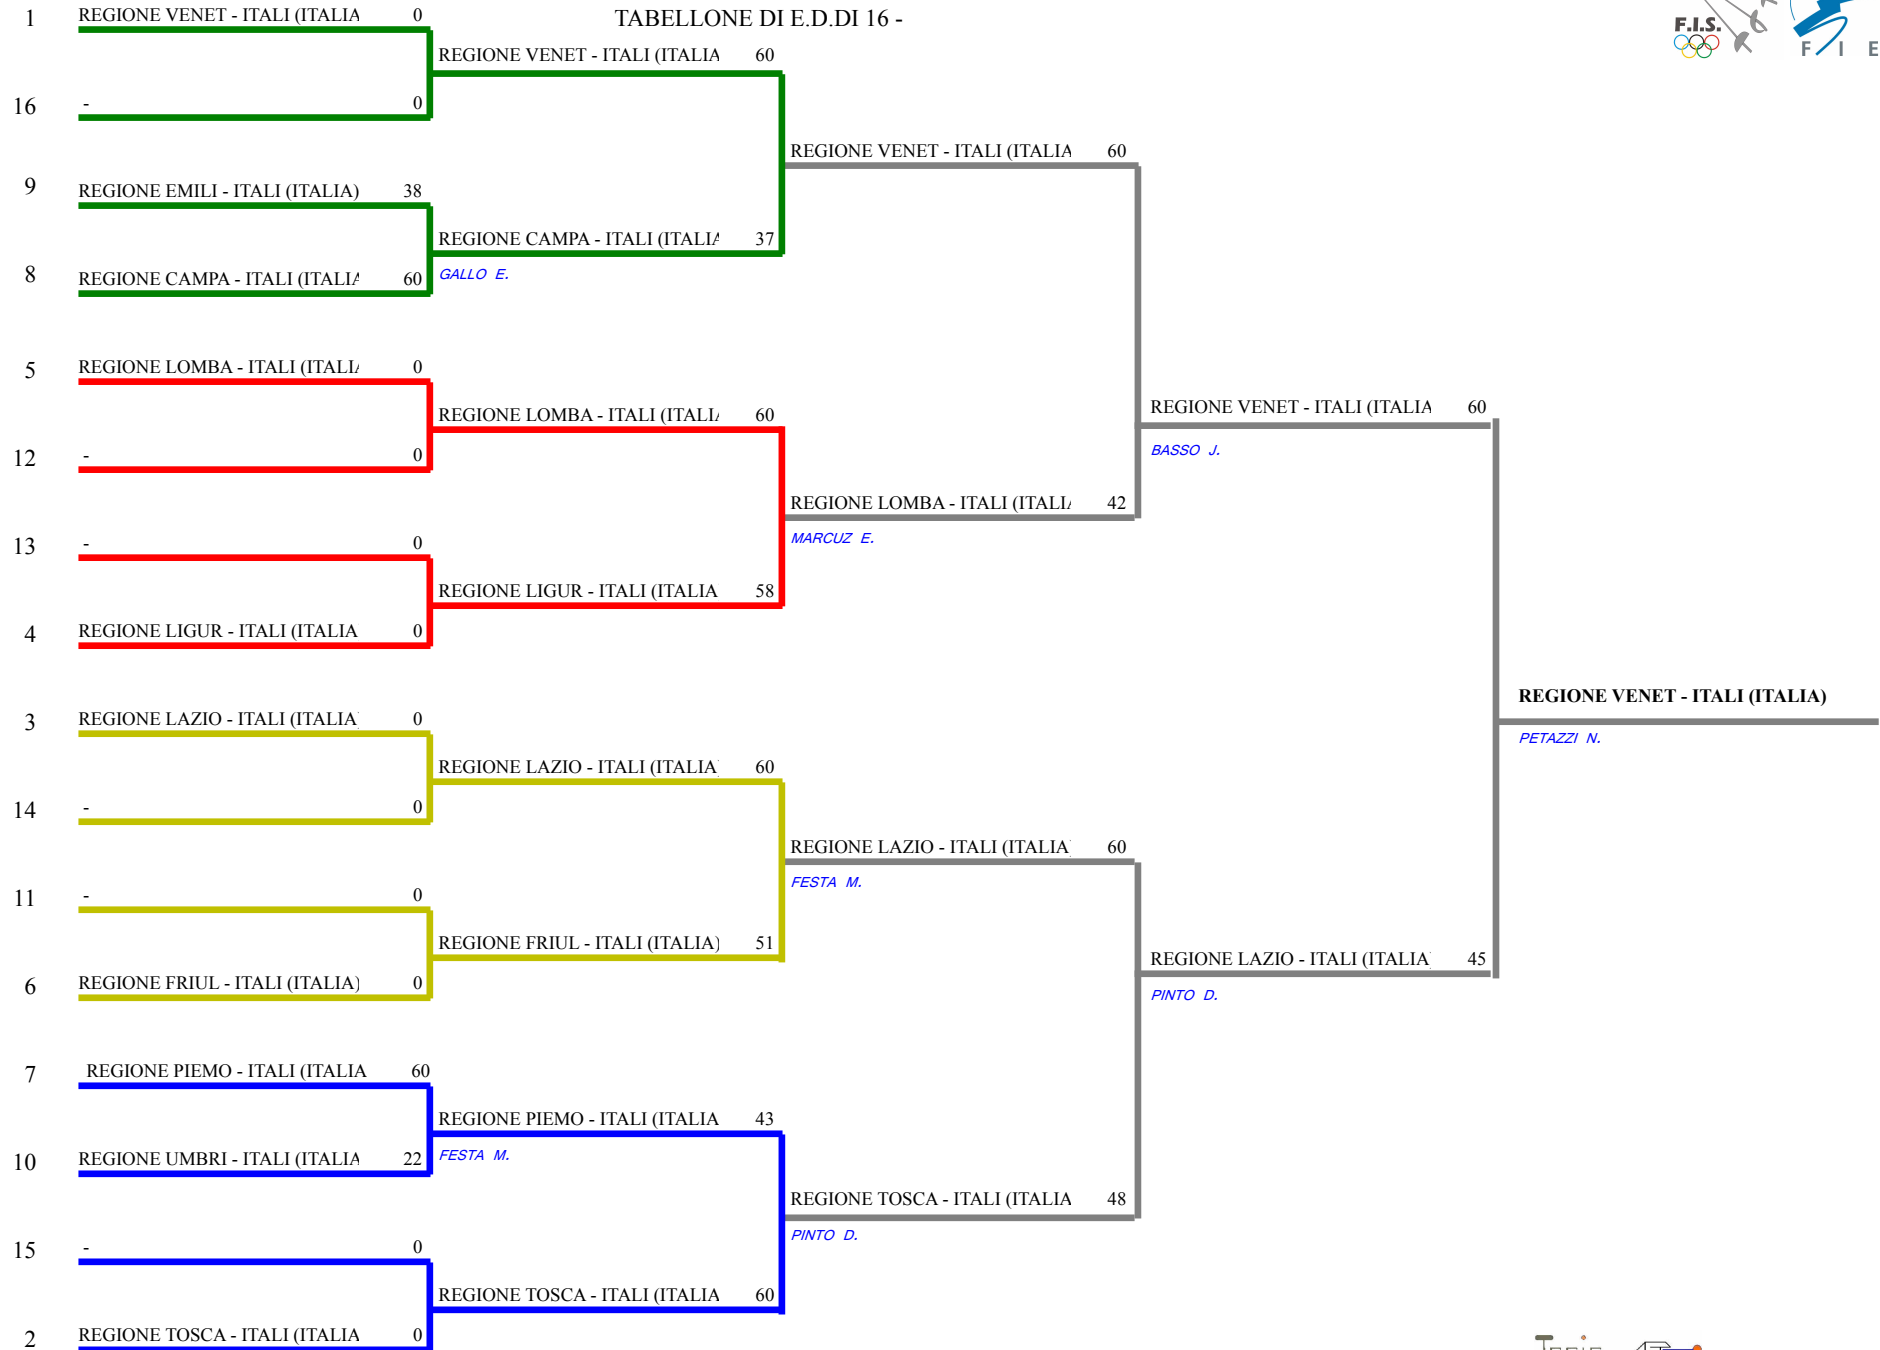 TABELLONE DI E.D.DI 16 -
F.I.S.
F I E
1 REGIONE VENET - ITALI (ITALIA 0
REGIONE VENET - ITALI (ITALIA 60
16 - 0
REGIONE VENET - ITALI (ITALIA 60
9 REGIONE EMILI - ITALI (ITALIA) 38
REGIONE CAMPA - ITALI (ITALIA 37
GALLO E.
8 REGIONE CAMPA - ITALI (ITALIA 60
5 REGIONE LOMBA - ITALI (ITALIA 0
REGIONE VENET - ITALI (ITALIA 60
REGIONE LOMBA - ITALI (ITALIA 60
BASSO J.
12 - 0
REGIONE LOMBA - ITALI (ITALIA 42
MARCUZ E.
13 - 0
REGIONE LIGUR - ITALI (ITALIA 58
4 REGIONE LIGUR - ITALI (ITALIA 0
REGIONE VENET - ITALI (ITALIA)
PETAZZI N.
3 REGIONE LAZIO - ITALI (ITALIA 0
REGIONE LAZIO - ITALI (ITALIA 60
14 - 0
REGIONE LAZIO - ITALI (ITALIA 60
FESTA M.
11 - 0
REGIONE FRIUL - ITALI (ITALIA) 51
REGIONE LAZIO - ITALI (ITALIA 45
PINTO D.
6 REGIONE FRIUL - ITALI (ITALIA) 0
7 REGIONE PIEMO - ITALI (ITALIA 60
REGIONE PIEMO - ITALI (ITALIA 43
FESTA M.
10 REGIONE UMBRI - ITALI (ITALIA 22
REGIONE TOSCA - ITALI (ITALIA 48
PINTO D.
15 - 0
REGIONE TOSCA - ITALI (ITALIA 60
2 REGIONE TOSCA - ITALI (ITALIA 0